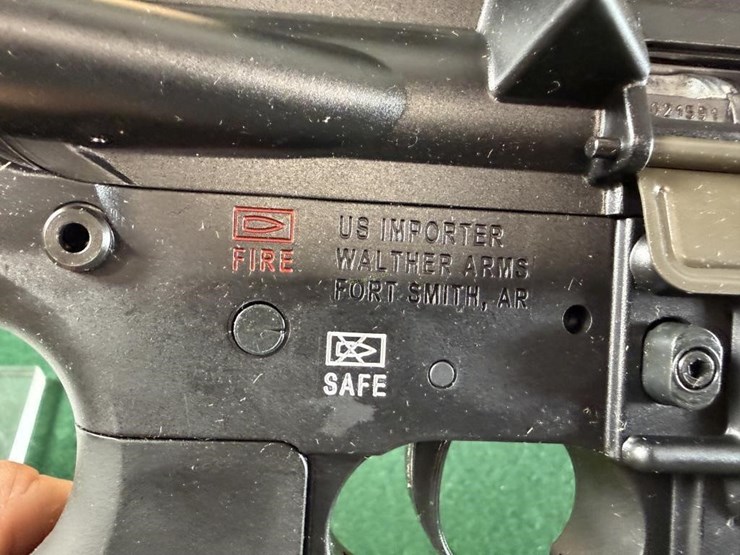 FIRE
US IMPORTER
WALTHER ARMS
FORT SMITH, AR
SAFE